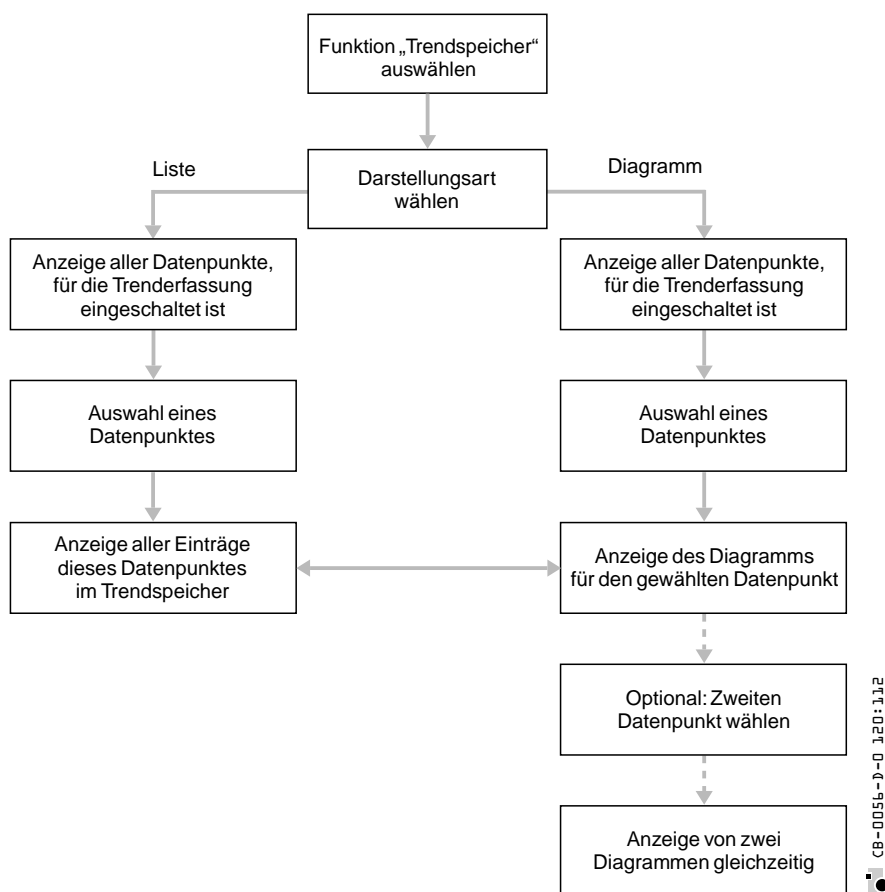 Funktion „Trendspeicher“
auswählen
Liste
Diagramm
Darstellungsart
wählen
Anzeige aller Datenpunkte,
für die Trenderfassung
eingeschaltet ist
Anzeige aller Datenpunkte,
für die Trenderfassung
eingeschaltet ist
Auswahl eines
Datenpunktes
Auswahl eines
Datenpunktes
Anzeige aller Einträge
dieses Datenpunktes
im Trendspeicher
Anzeige des Diagramms
für den gewählten Datenpunkt
Optional: Zweiten
Datenpunkt wählen
Anzeige von zwei
Diagrammen gleichzeitig
CB-0056-D-0 120:112